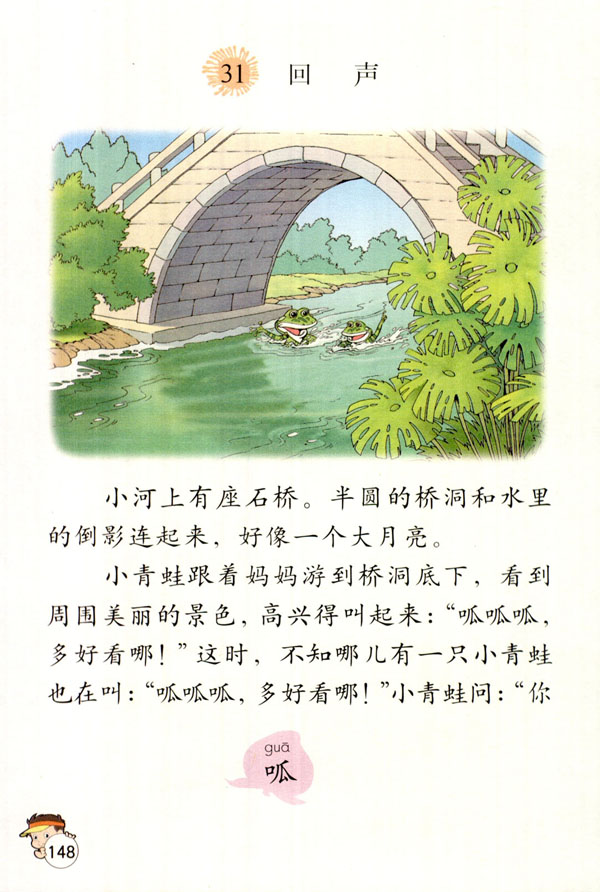 31 回声
小河上有座石桥。半圆的桥洞和水里
的倒影连起来，好像一个大月亮。
小青蛙跟着妈妈游到桥洞底下，看到
周围美丽的景色，高兴得叫起来：“呱呱呱，
多好看哪！”这时，不知哪儿有一只小青蛙
也在叫：“呱呱呱，多好看哪！”小青蛙问：“你
guā
呱
148